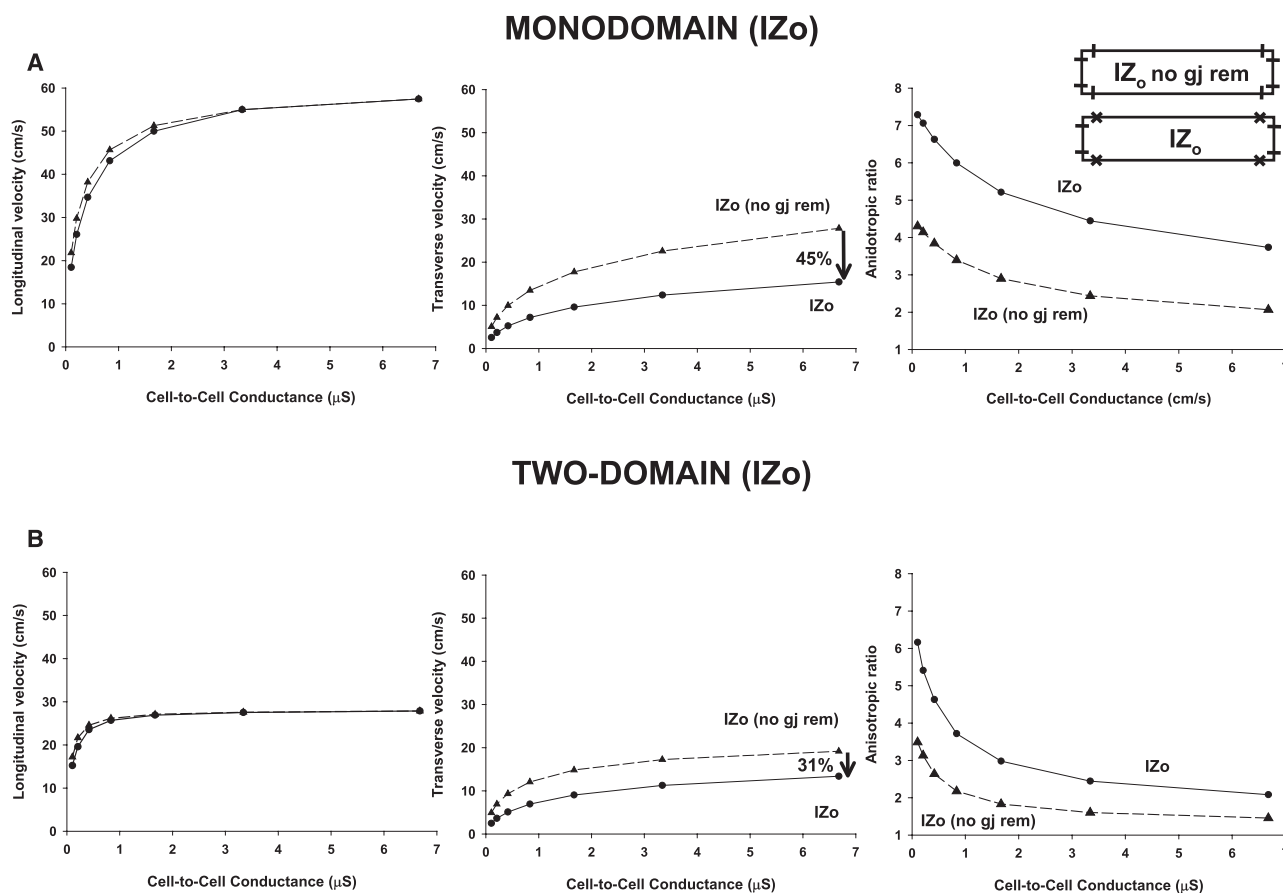 MONODOMAIN (IZo)
A
Longitudinal velocity (cm/s)
60
50
40
30
20
10
0
0 1 2 3 4 5 6 7
Cell-to-Cell Conductance (μS)
Transverse velocity (cm/s)
60
50
40
30
20
10
0
IZo (no gj rem)
45%
IZo
0 1 2 3 4 5 6 7
Cell-to-Cell Conductance (μS)
Anidotropic ratio
8
7
6
5
4
3
2
1
IZo no gj rem
IZo
IZo
IZo (no gj rem)
0 1 2 3 4 5 6 7
Cell-to-Cell Conductance (cm/s)
TWO-DOMAIN (IZo)
B
Longitudinal velocity (cm/s)
60
50
40
30
20
10
0
0 1 2 3 4 5 6 7
Cell-to-Cell Conductance (μS)
Transverse velocity (cm/s)
60
50
40
30
20
10
0
IZo (no gj rem)
31%
IZo
0 1 2 3 4 5 6 7
Cell-to-Cell Conductance (μS)
Anisotropic ratio
8
7
6
5
4
3
2
1
IZo
IZo (no gj rem)
0 1 2 3 4 5 6 7
Cell-to-Cell Conductance (μS)